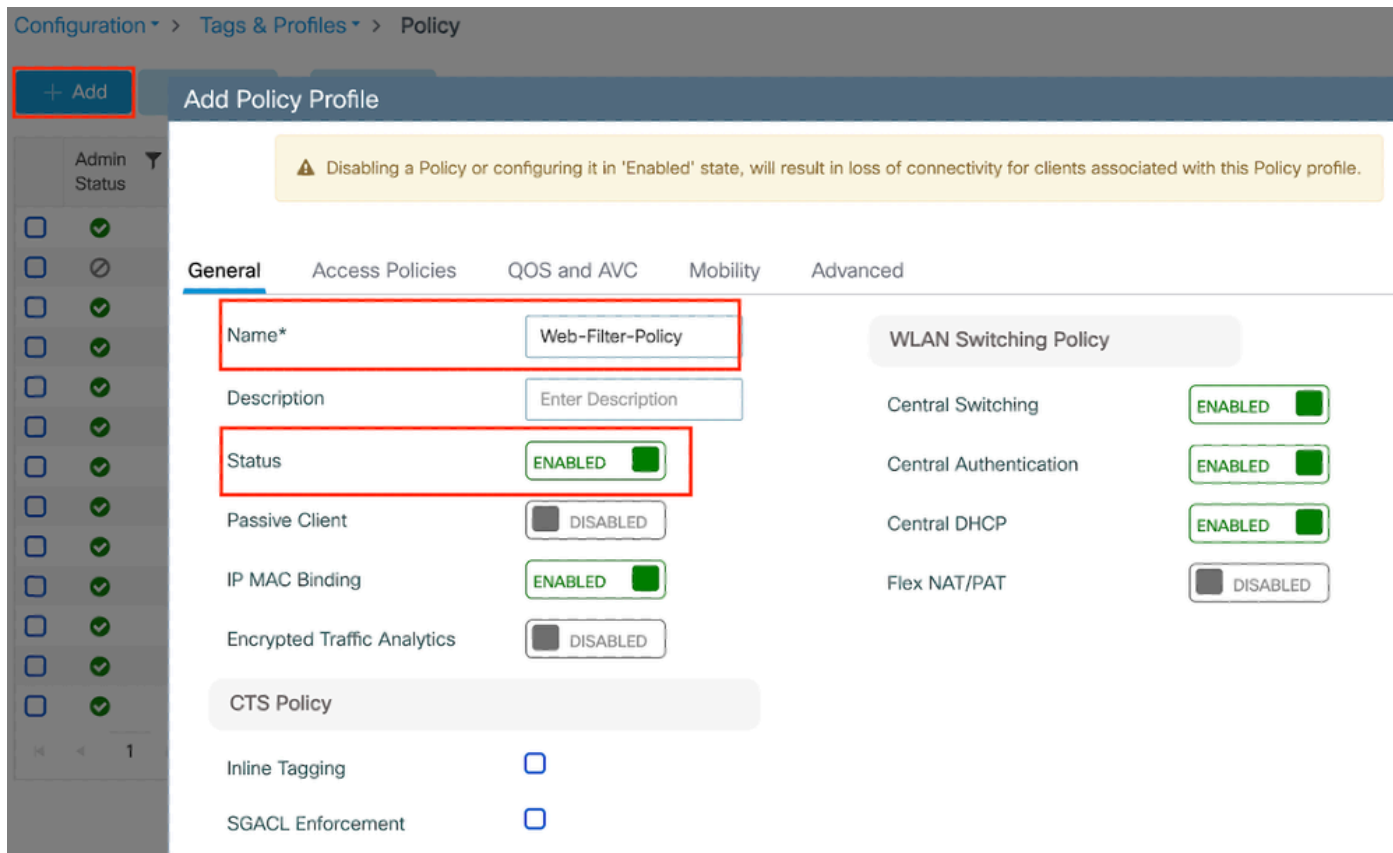 Configuration > Tags & Profiles > Policy
+ Add
Add Policy Profile
Admin
Status
Disabling a Policy or configuring it in 'Enabled' state, will result in loss of connectivity for clients associated with this Policy profile.
General Access Policies QOS and AVC Mobility Advanced
Name* Web-Filter-Policy
Description Enter Description
Status ENABLED
Passive Client DISABLED
IP MAC Binding ENABLED
Encrypted Traffic Analytics DISABLED
CTS Policy
Inline Tagging
SGACL Enforcement
WLAN Switching Policy
Central Switching ENABLED
Central Authentication ENABLED
Central DHCP ENABLED
Flex NAT/PAT DISABLED
1